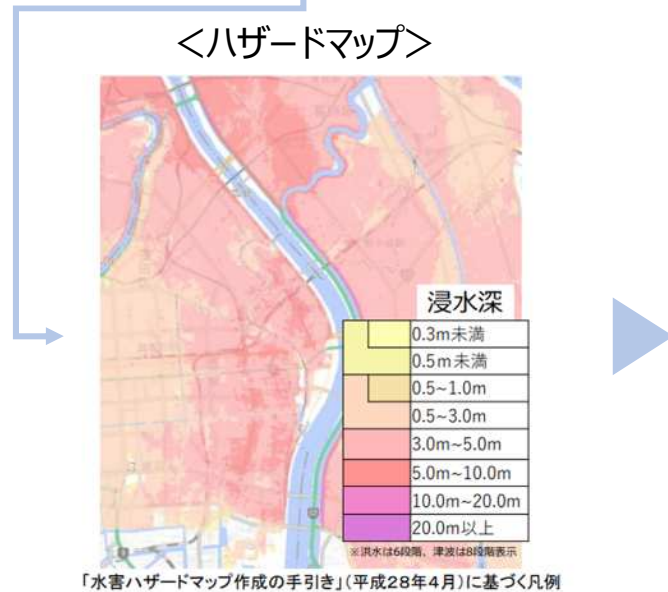 ＜ハザードマップ＞
浸水深
0.3m未満
0.5m未満
0.5~1.0m
0.5~3.0m
3.0m~5.0m
5.0m~10.0m
10.0m~20.0m
20.0m以上
※洪水は6段階、津波は8段階表示
「水害ハザードマップ作成の手引き」(平成28年4月)に基づく凡例